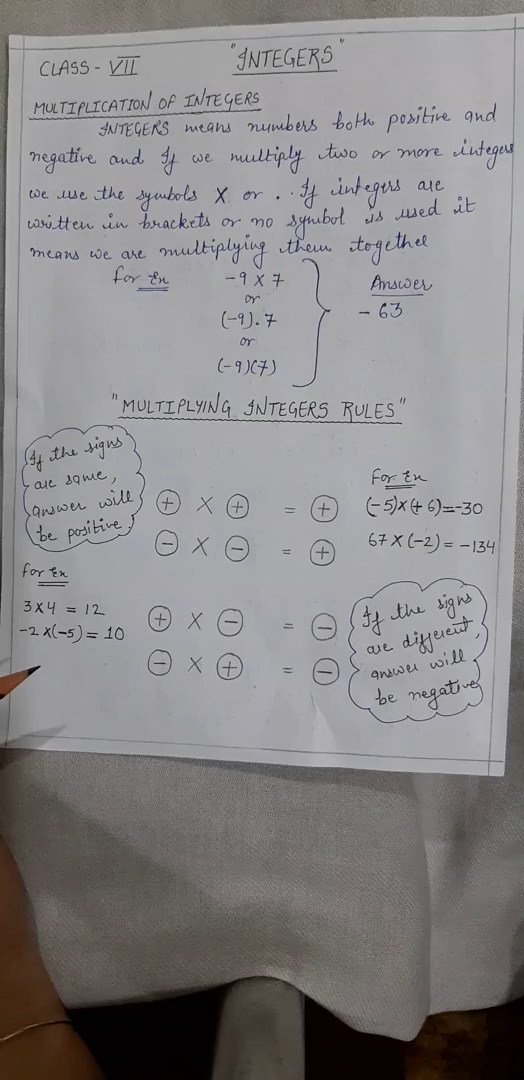 CLASS - VII
"INTEGERS"
MULTIPLICATION OF INTEGERS
INTEGERS means numbers both positive and
negative and If we multiply two or more integers
we use the symbols X or . . If integers are
written in brackets or no symbol is used it
means we are multiplying them together
for Ex
-9 X 7
or
(-9). 7
or
(-9)(7)
Answer
- 63
"MULTIPLYING INTEGERS RULES"
If the signs
are same,
answer will
be positive.
+ X + = +
- X - = +
for Ex
(-5)x(+6)=-30
67 X (-2) = -134
for Ex
3 X 4 = 12
-2 x(-5) = 10
+ X - = -
- X + = -
If the signs
are different,
answer will
be negative